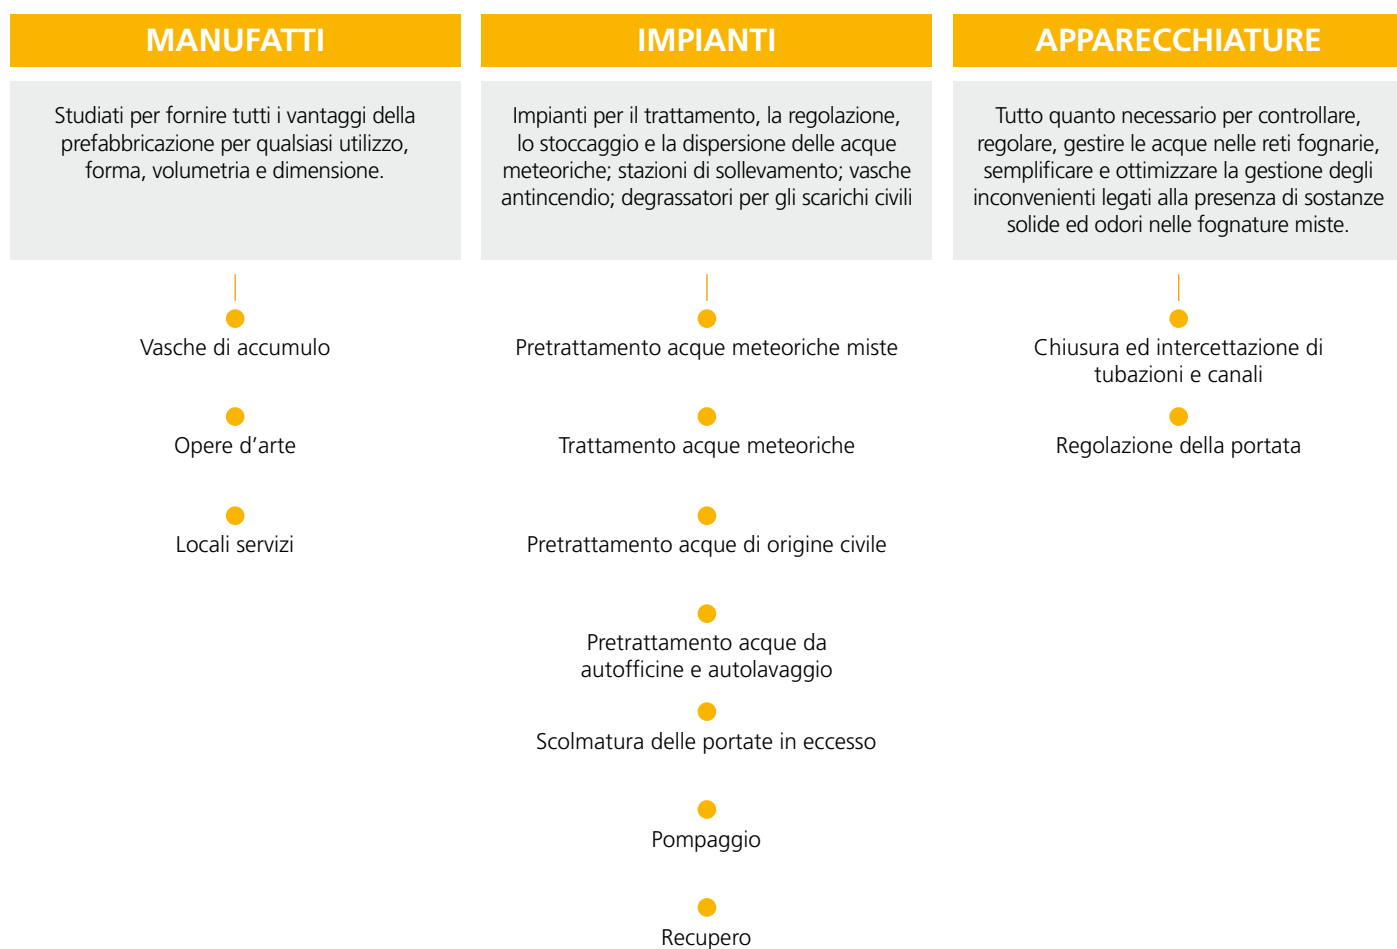 MANUFATTI
Studiati per fornire tutti i vantaggi della
prefabbricazione per qualsiasi utilizzo,
forma, volumetria e dimensione.
Vasche di accumulo
Opere d’arte
Locali servizi
IMPIANTI
Impianti per il trattamento, la regolazione,
lo stoccaggio e la dispersione delle acque
meteoriche; stazioni di sollevamento; vasche
antincendio; degrassatori per gli scarichi civili
Pretrattamento acque meteoriche miste
Trattamento acque meteoriche
Pretrattamento acque di origine civile
Pretrattamento acque da
autofficine e autolavaggio
Scolmatura delle portate in eccesso
Pompaggio
Recupero
APPARECCHIATURE
Tutto quanto necessario per controllare,
regolare, gestire le acque nelle reti fognarie,
semplificare e ottimizzare la gestione degli
inconvenienti legati alla presenza di sostanze
solide ed odori nelle fognature miste.
Chiusura ed intercettazione di
tubazioni e canali
Regolazione della portata